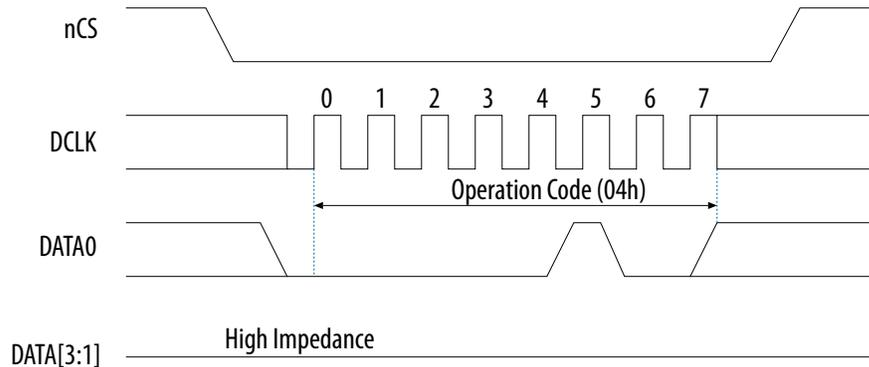 nCS
0 1 2 3 4 5 6 7
DCLK
Operation Code (04h)
DATA0
High Impedance
DATA[3:1]